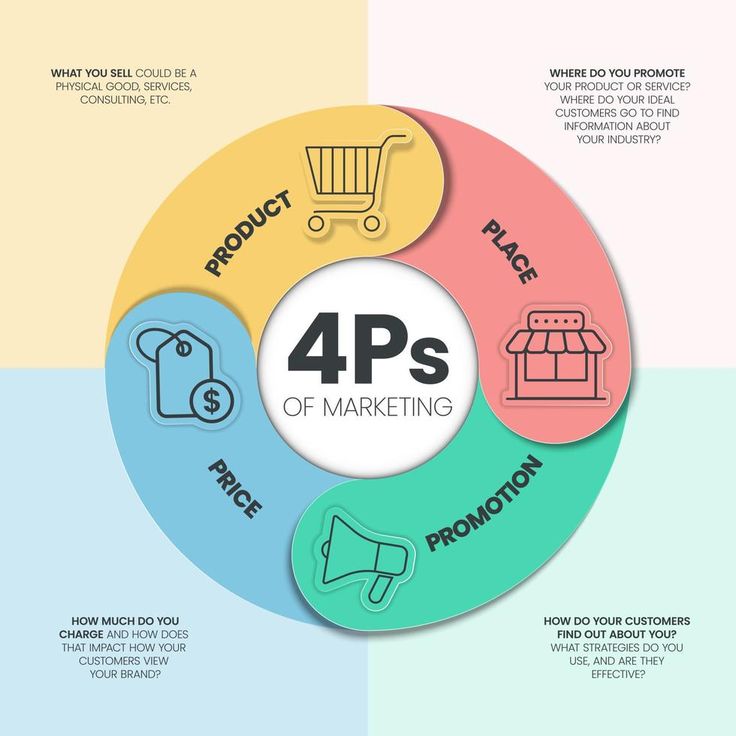 WHAT YOU SELL COULD BE A
PHYSICAL GOOD, SERVICES,
CONSULTING, ETC.
WHERE DO YOU PROMOTE
YOUR PRODUCT OR SERVICE?
WHERE DO YOUR IDEAL
CUSTOMERS GO TO FIND
INFORMATION ABOUT
YOUR INDUSTRY?
PRODUCT
PLACE
4Ps
OF MARKETING
$
PRICE
PROMOTION
HOW MUCH DO YOU
CHARGE AND HOW DOES
THAT IMPACT HOW YOUR
CUSTOMERS VIEW
YOUR BRAND?
HOW DO YOUR CUSTOMERS
FIND OUT ABOUT YOU?
WHAT STRATEGIES DO YOU
USE, AND ARE THEY
EFFECTIVE?